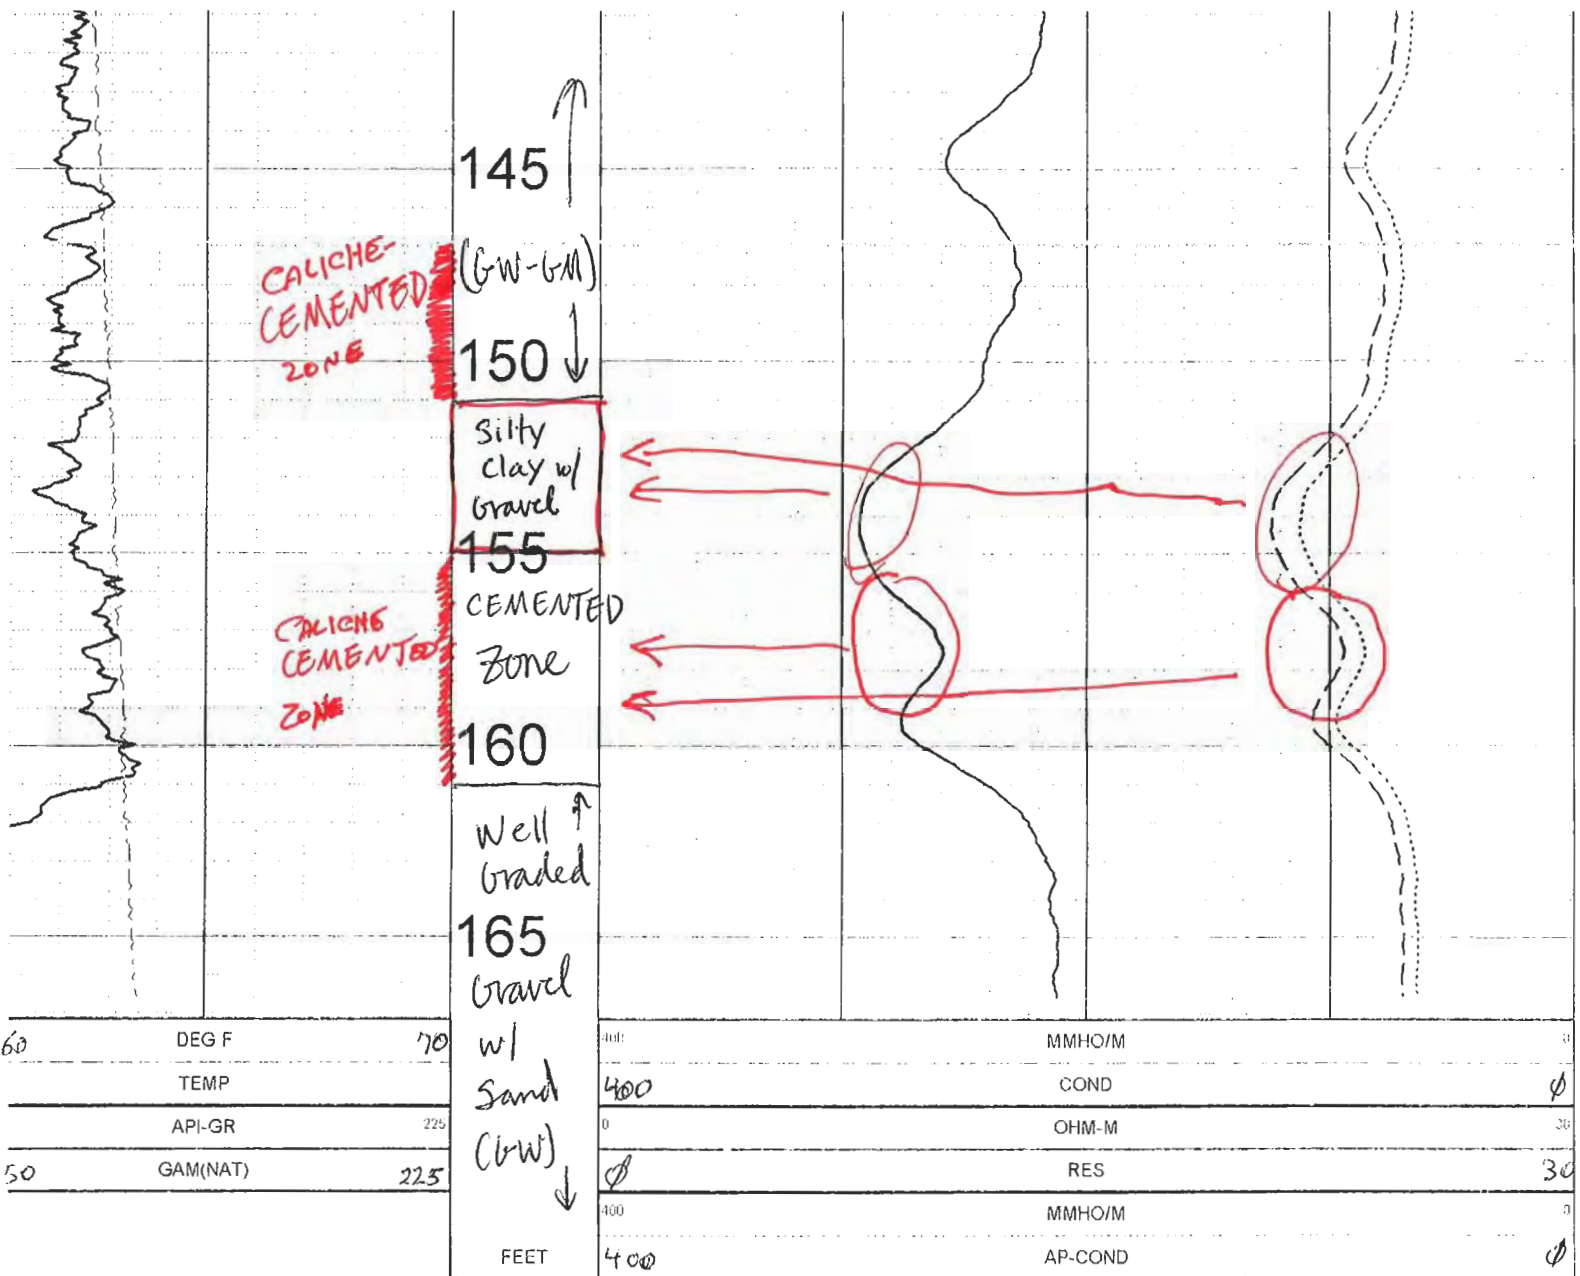 145
(GW-GM)
CALICHE-
CEMENTED
ZONE
150
Silty
Clay w/
Gravel
155
CEMENTED
Zone
CALICHE
CEMENTED
ZONE
160
Well
Graded
165
Gravel
w/
Sand
(GW)
FEET
60 DEG F 70
TEMP
API-GR 225
50 GAM(NAT) 225
MMHO/M 0
400 COND Ø
0 OHM-M 30
Ø RES 30
400 MMHO/M 0
400 AP-COND Ø